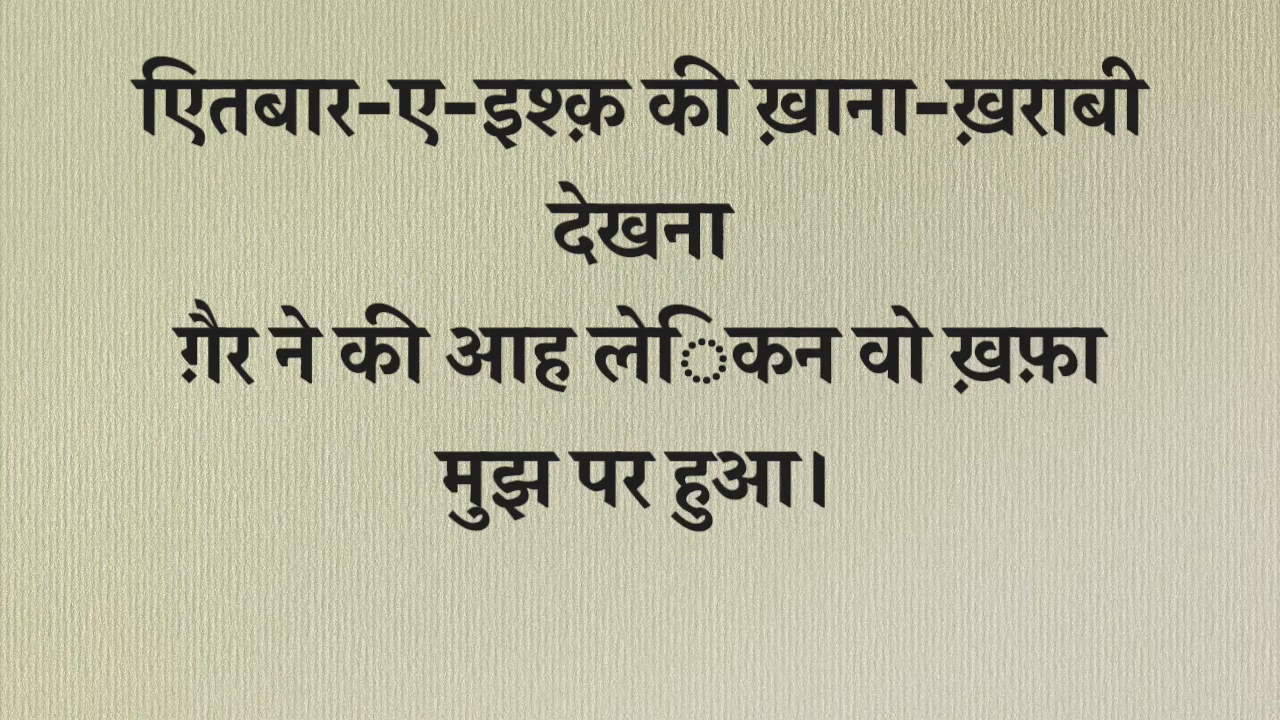 एितबार-ए-इश्क़ की ख़ाना-ख़राबी
देखना
ग़ैर ने की आह लेिकन वो ख़फ़ा
मुझ पर हुआ।